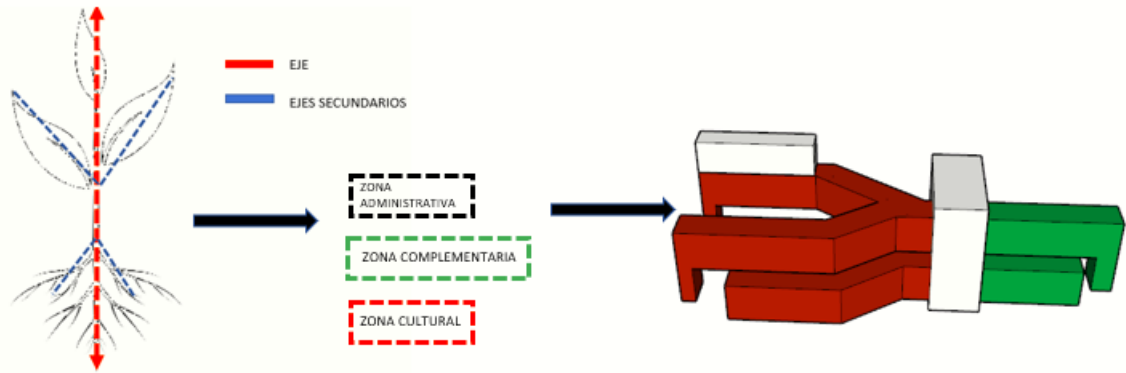 EJE
EJES SECUNDARIOS
ZONA
ADMINISTRATIVA
ZONA COMPLEMENTARIA
ZONA CULTURAL